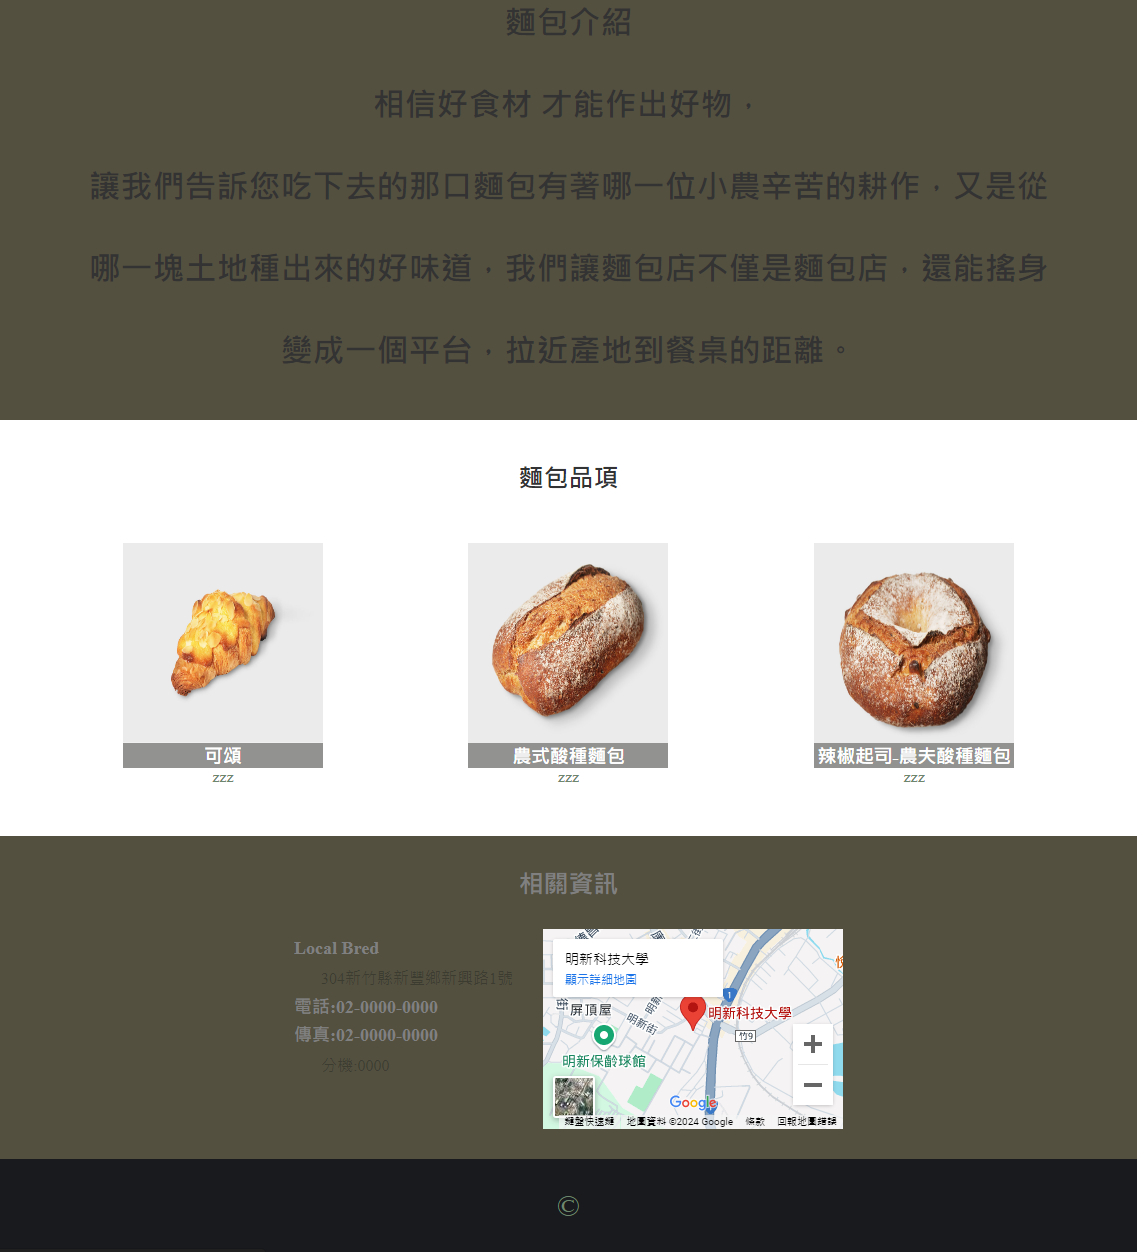 麵包介紹
相信好食材 才能作出好物，
讓我們告訴您吃下去的那口麵包有著哪一位小農辛苦的耕作，又是從
哪一塊土地種出來的好味道，我們讓麵包店不僅是麵包店，還能搖身
變成一個平台，拉近產地到餐桌的距離。
麵包品項
可頌
zzz
農式酸種麵包
zzz
辣椒起司-農夫酸種麵包
zzz
相關資訊
Local Bred
304新竹縣新豐鄉新興路1號
電話:02-0000-0000
傳真:02-0000-0000
分機:0000
明新科技大學
顯示詳細地圖
屏頂屋
明新街
明新
街
1
明新科技大學
竹9
明新保齡球館
Google
鍵盤快速鍵
地圖資料 ©2024 Google
條款
回報地圖錯誤
©